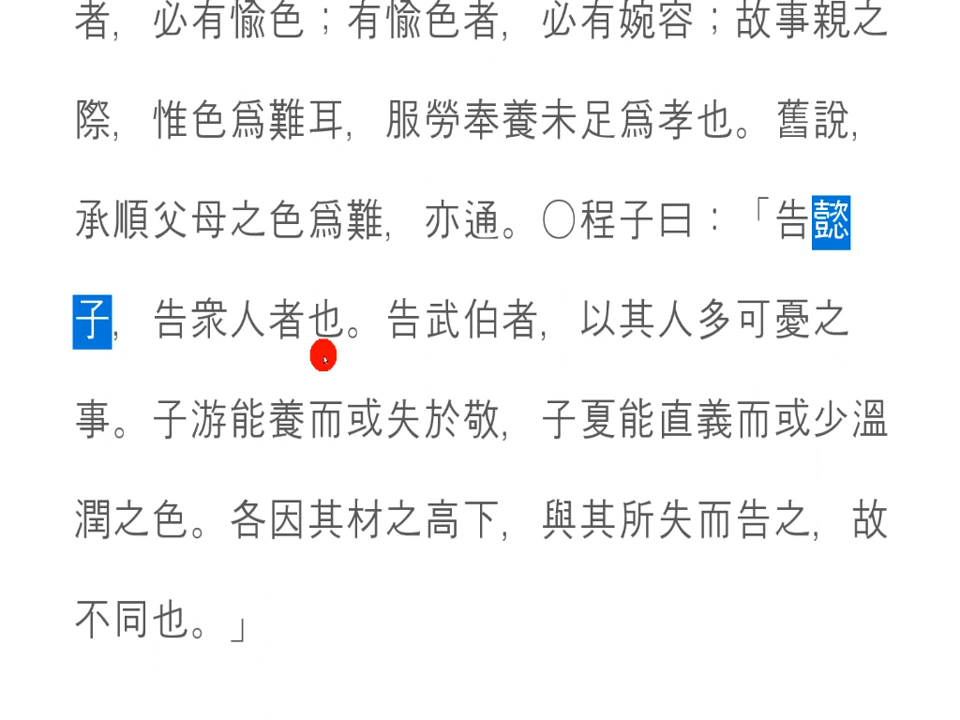 者，必有愉色；有愉色者，必有婉容；故事親之
際，惟色爲難耳，服勞奉養未足爲孝也。舊說，
承順父母之色爲難，亦通。〇程子曰：「告懿
子，告衆人者也。告武伯者，以其人多可憂之
事。子游能養而或失於敬，子夏能直義而或少溫
潤之色。各因其材之高下，與其所失而告之，故
不同也。」